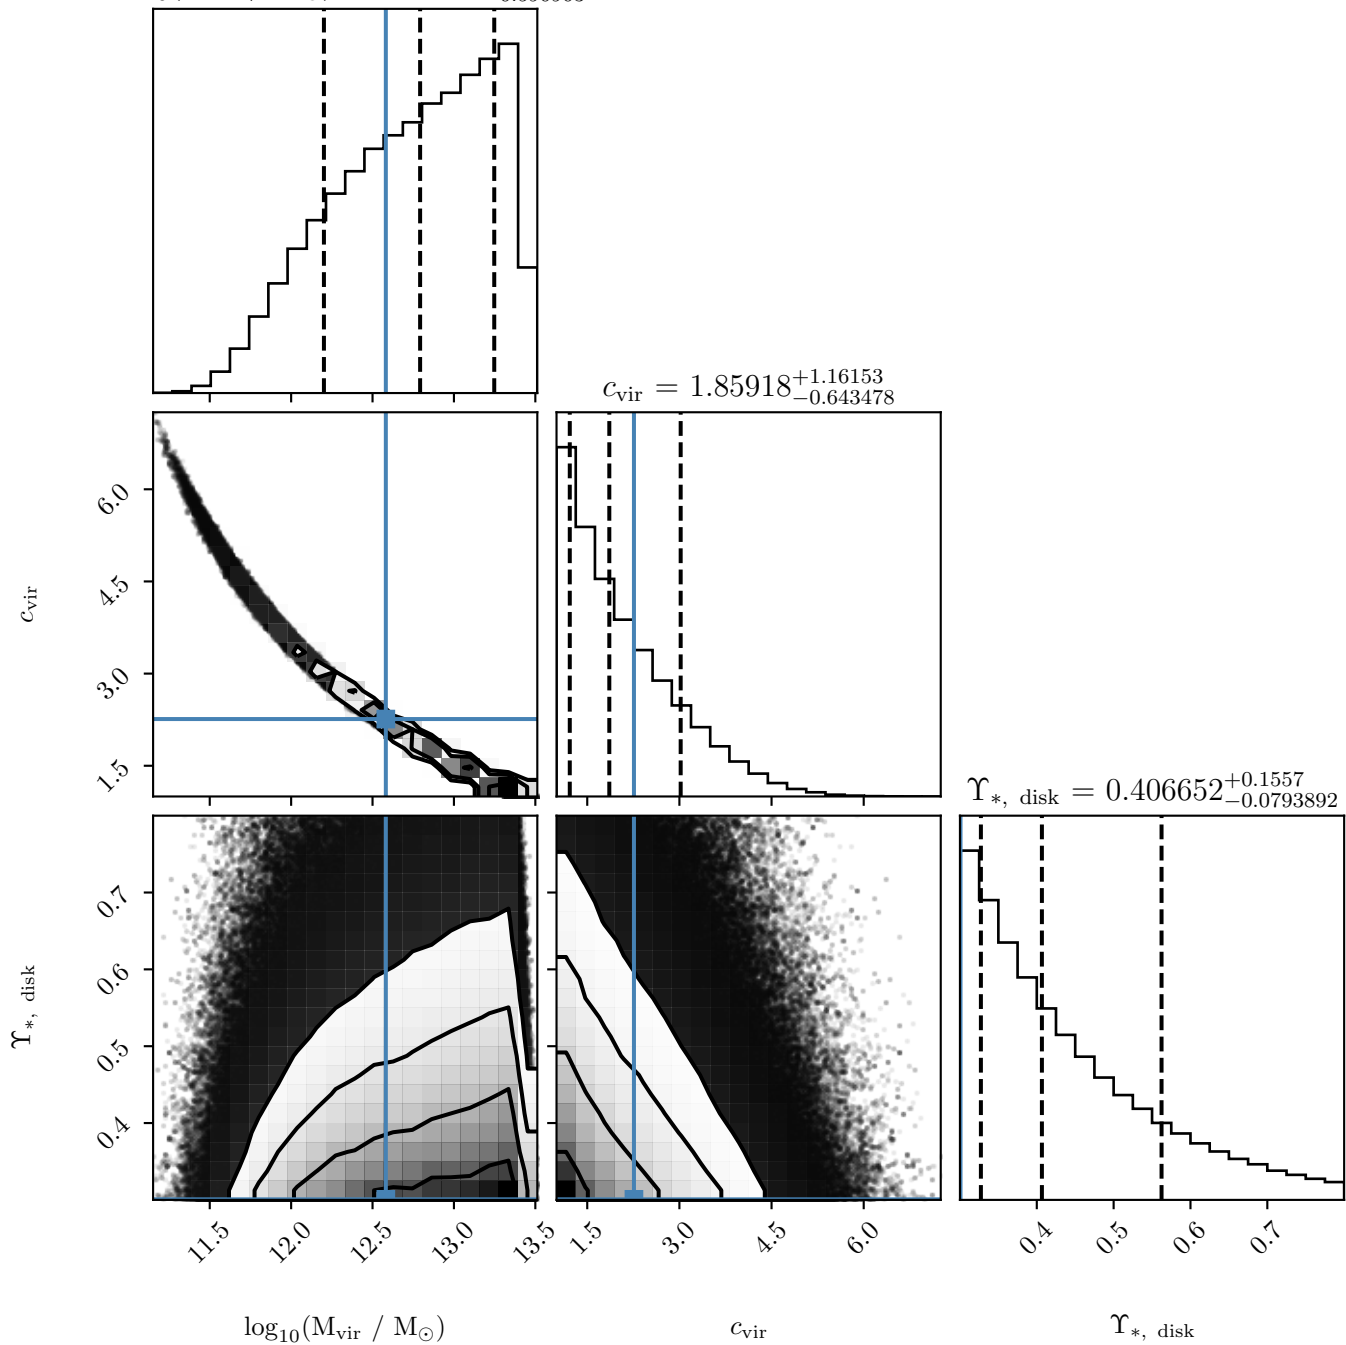 c_vir = 1.85918 +1.16153 −0.643478
6.0
4.5
3.0
1.5
c_vir
ϒ_∗, disk = 0.406652 +0.1557 −0.0793892
0.7
0.6
0.5
0.4
ϒ_∗, disk
11.5 12.0 12.5 13.0 13.5 1.5 3.0 4.5 6.0 0.4 0.5 0.6 0.7
log₁₀(M_vir / M_⊙) c_vir ϒ_∗, disk